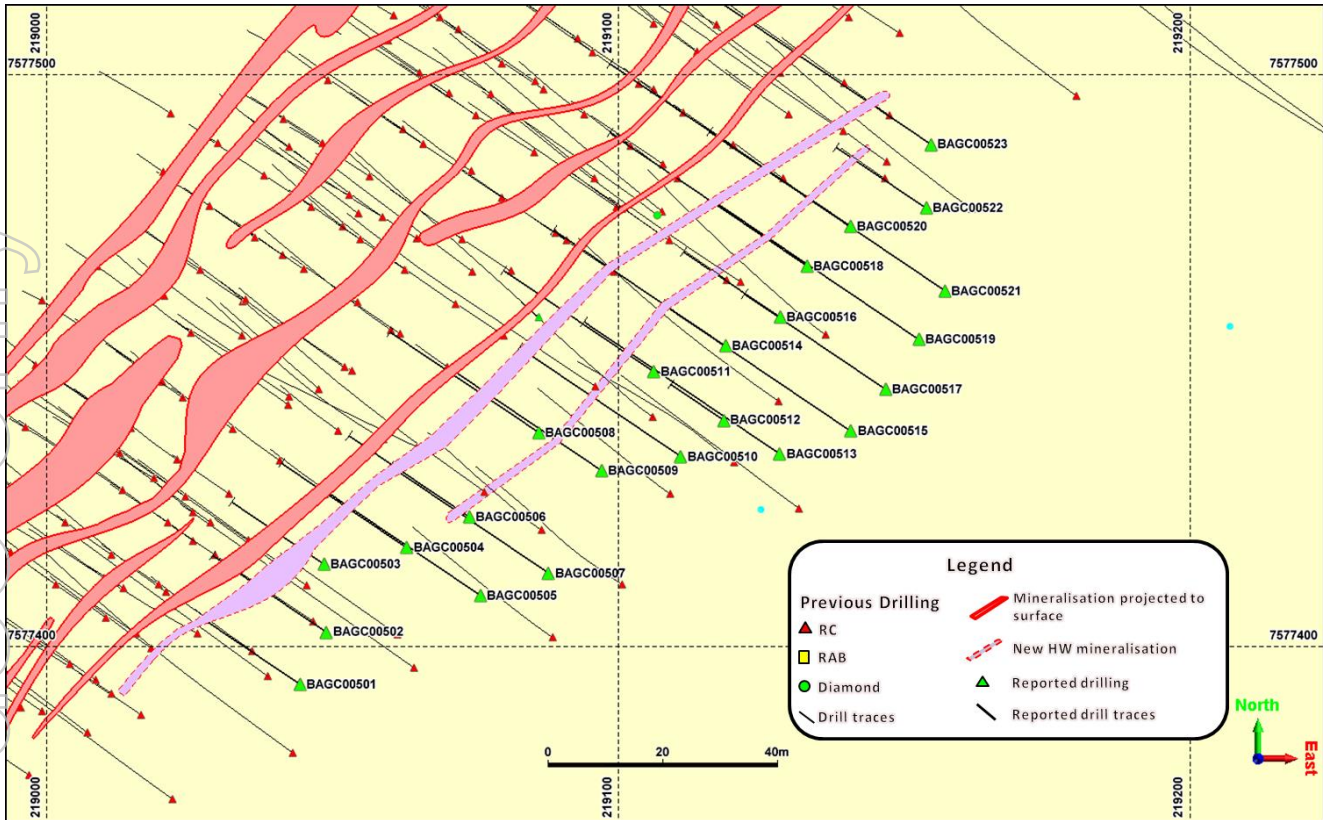 219000
219100
219200
7577500
7577500
BAGC00523
BAGC00522
BAGC00520
BAGC00518
BAGC00521
BAGC00516
BAGC00519
BAGC00514
BAGC00511
BAGC00517
BAGC00512
BAGC00515
BAGC00508
BAGC00510
BAGC00513
BAGC00509
BAGC00506
BAGC00504
BAGC00503
BAGC00507
BAGC00505
BAGC00502
BAGC00501
7577400
7577400
Legend
Previous Drilling
RC
RAB
Diamond
Drill traces
Mineralisation projected to
surface
New HW mineralisation
Reported drilling
Reported drill traces
0
20
40m
North
East
219000
219100
219200